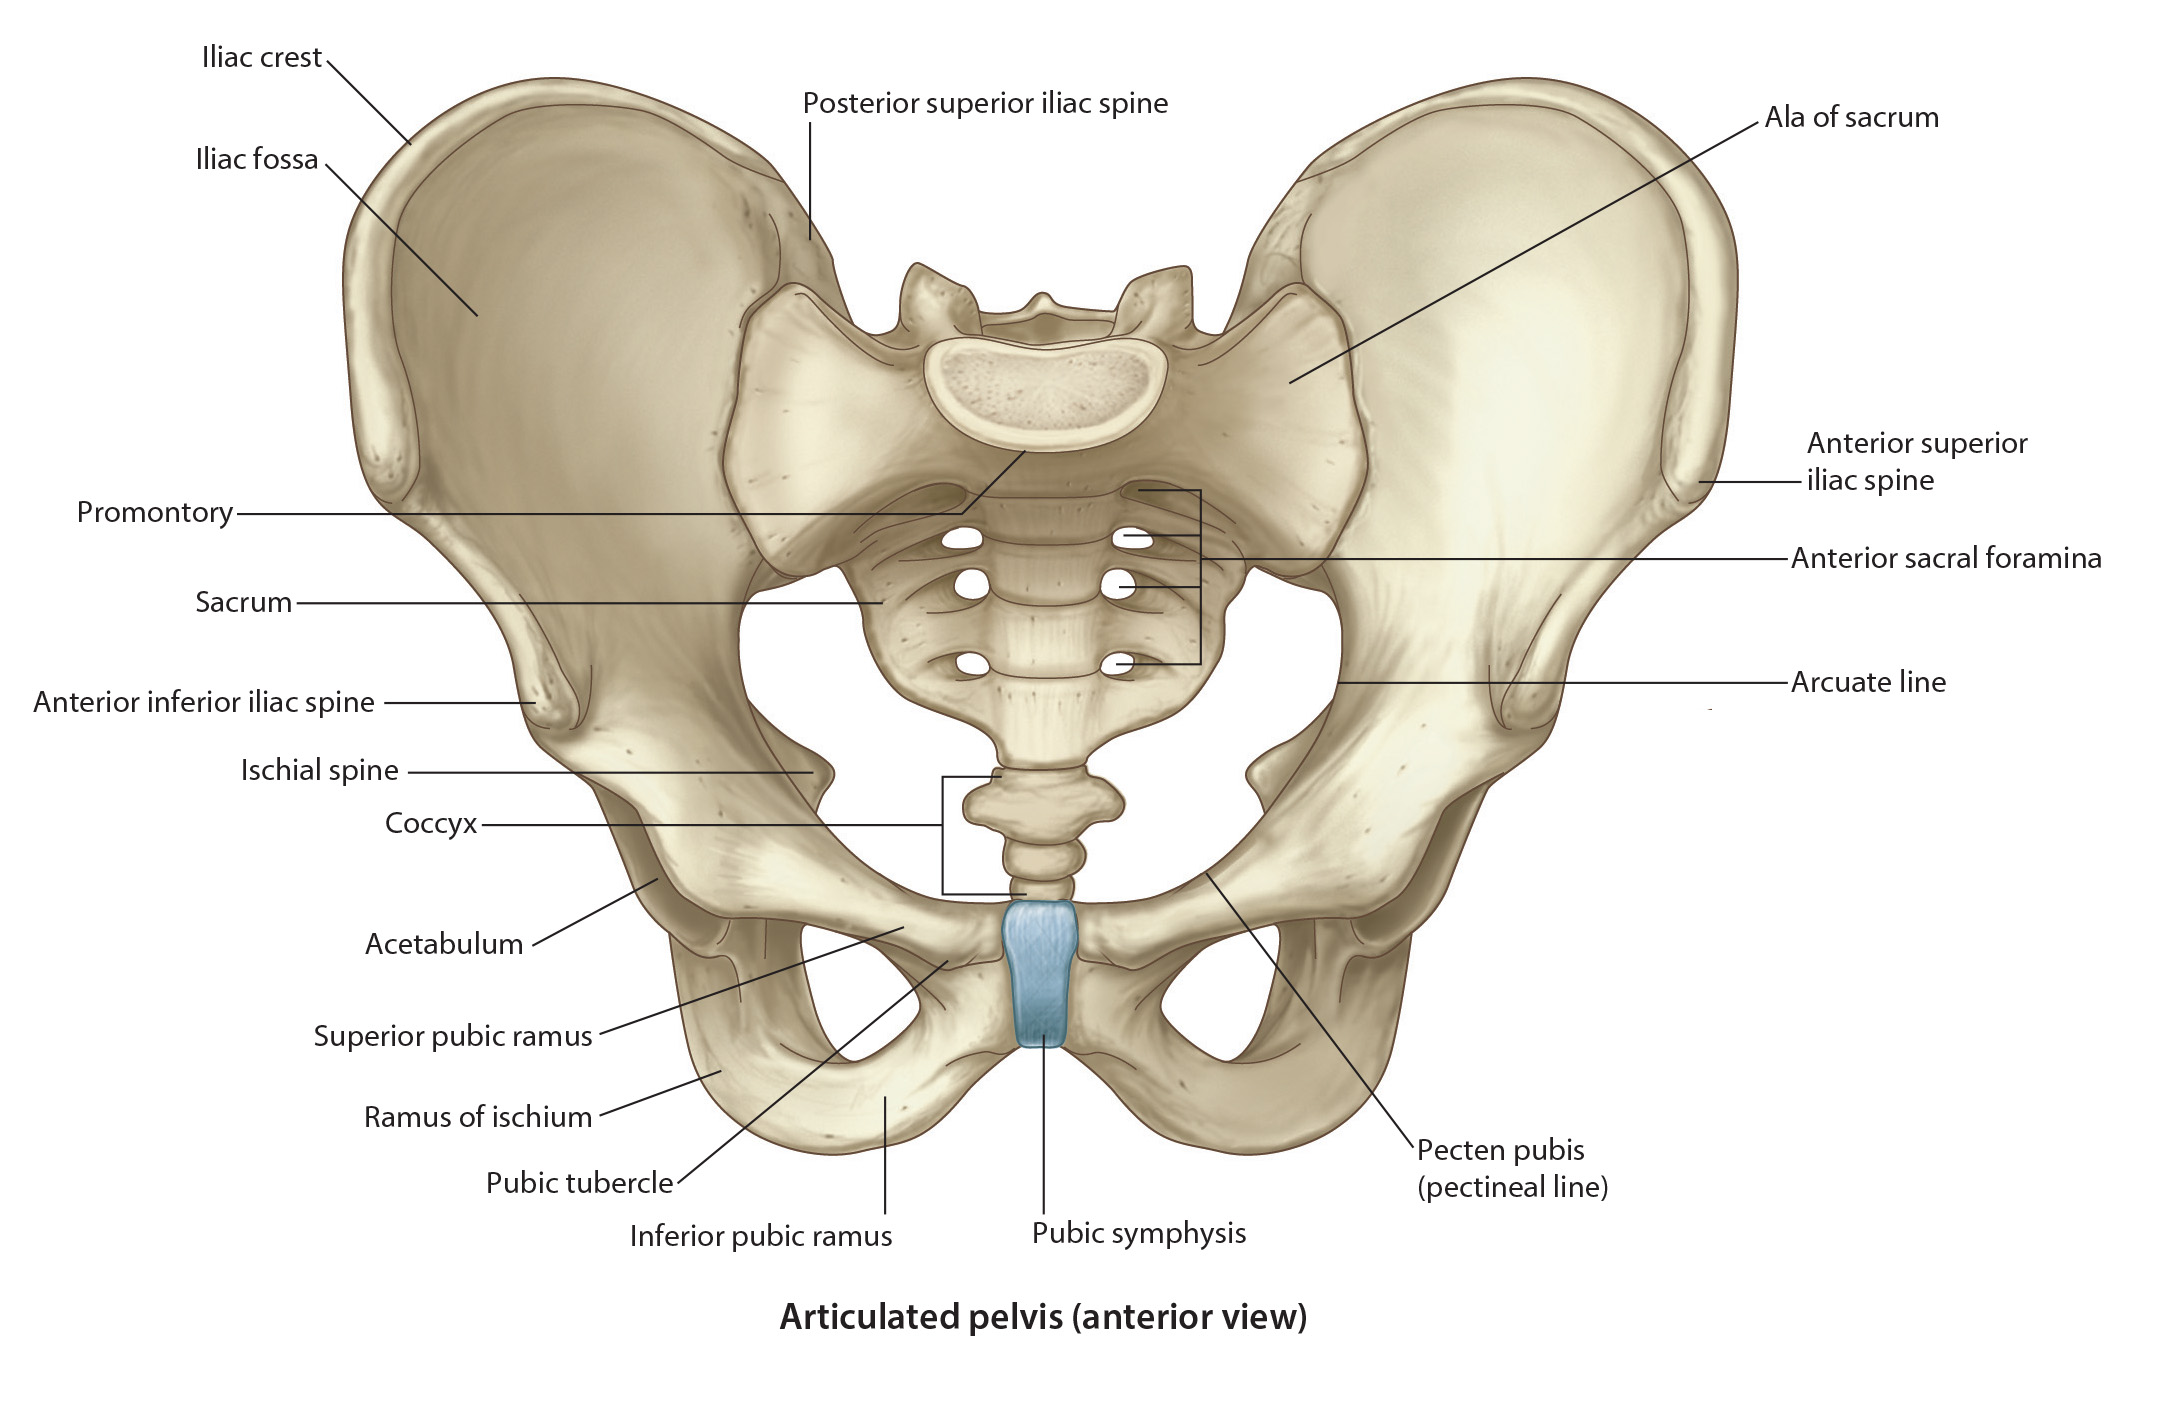 Iliac crest
Posterior superior iliac spine
Ala of sacrum
Iliac fossa
Anterior superior
iliac spine
Promontory
Anterior sacral foramina
Sacrum
Arcuate line
Anterior inferior iliac spine
Ischial spine
Coccyx
Acetabulum
Superior pubic ramus
Ramus of ischium
Pecten pubis
(pectineal line)
Pubic tubercle
Inferior pubic ramus
Pubic symphysis
Articulated pelvis (anterior view)